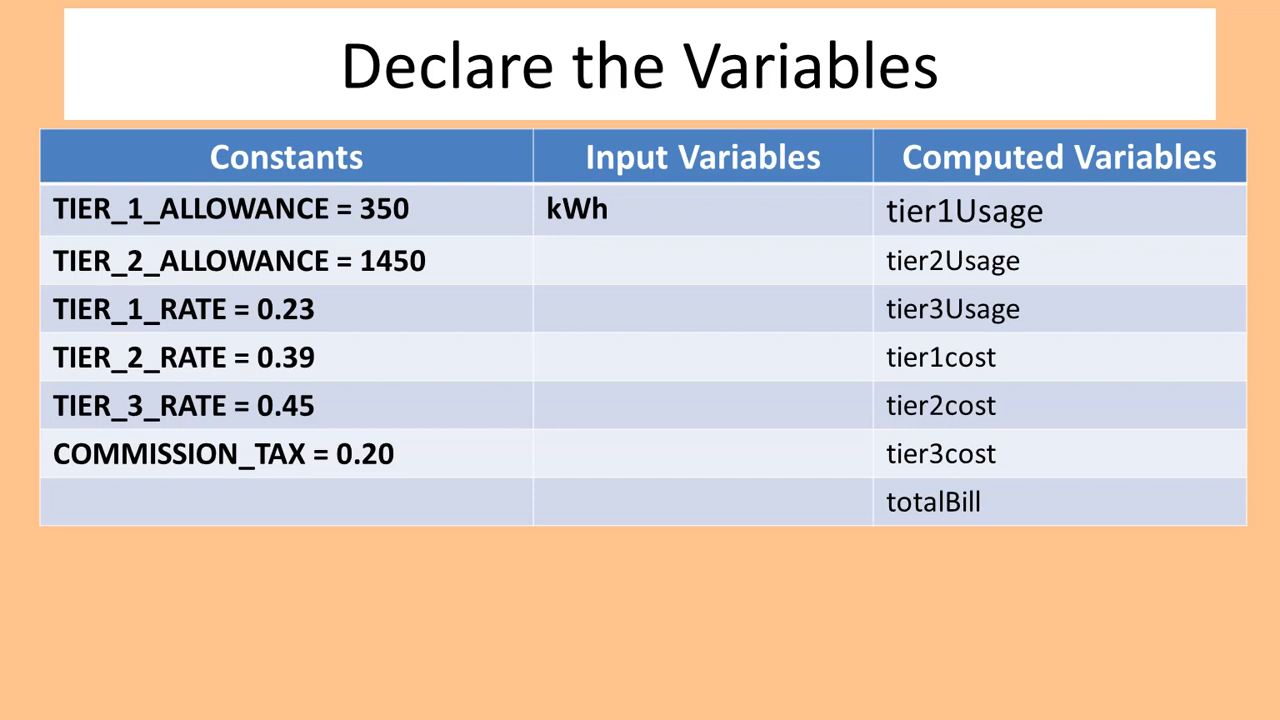 Declare the Variables
Constants Input Variables Computed Variables
TIER_1_ALLOWANCE = 350 kWh tier1Usage
TIER_2_ALLOWANCE = 1450 tier2Usage
TIER_1_RATE = 0.23 tier3Usage
TIER_2_RATE = 0.39 tier1cost
TIER_3_RATE = 0.45 tier2cost
COMMISSION_TAX = 0.20 tier3cost
totalBill